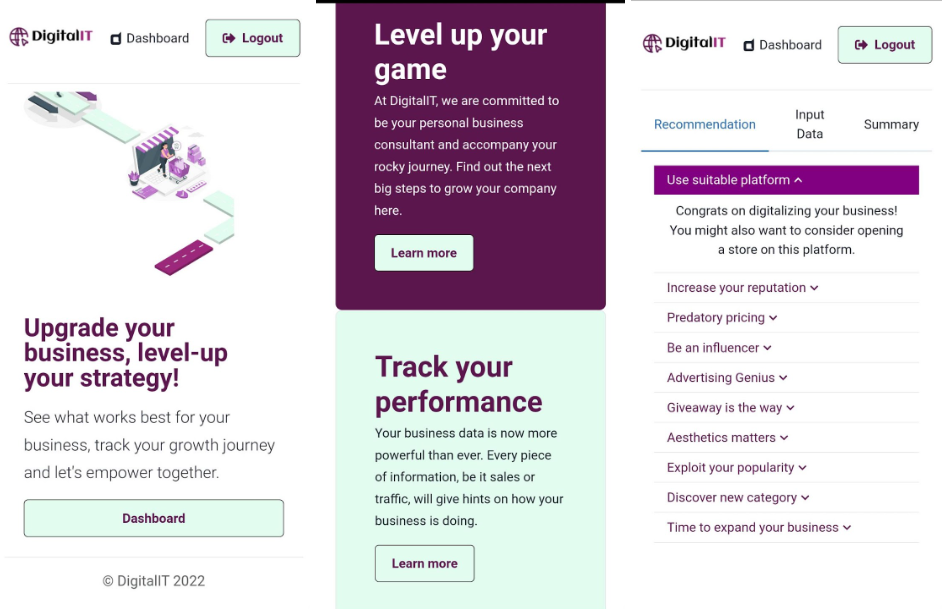 DigitalIT
Dashboard
Logout
Upgrade your
business, level-up
your strategy!
See what works best for your
business, track your growth journey
and let's empower together.
Dashboard
© DigitalIT 2022
Level up your
game
At DigitalIT, we are committed to
be your personal business
consultant and accompany your
rocky journey. Find out the next
big steps to grow your company
here.
Learn more
Track your
performance
Your business data is now more
powerful than ever. Every piece
of information, be it sales or
traffic, will give hints on how your
business is doing.
Learn more
DigitalIT
Dashboard
Logout
Recommendation
Input
Data
Summary
Use suitable platform
Congrats on digitalizing your business!
You might also want to consider opening
a store on this platform.
Increase your reputation
Predatory pricing
Be an influencer
Advertising Genius
Giveaway is the way
Aesthetics matters
Exploit your popularity
Discover new category
Time to expand your business